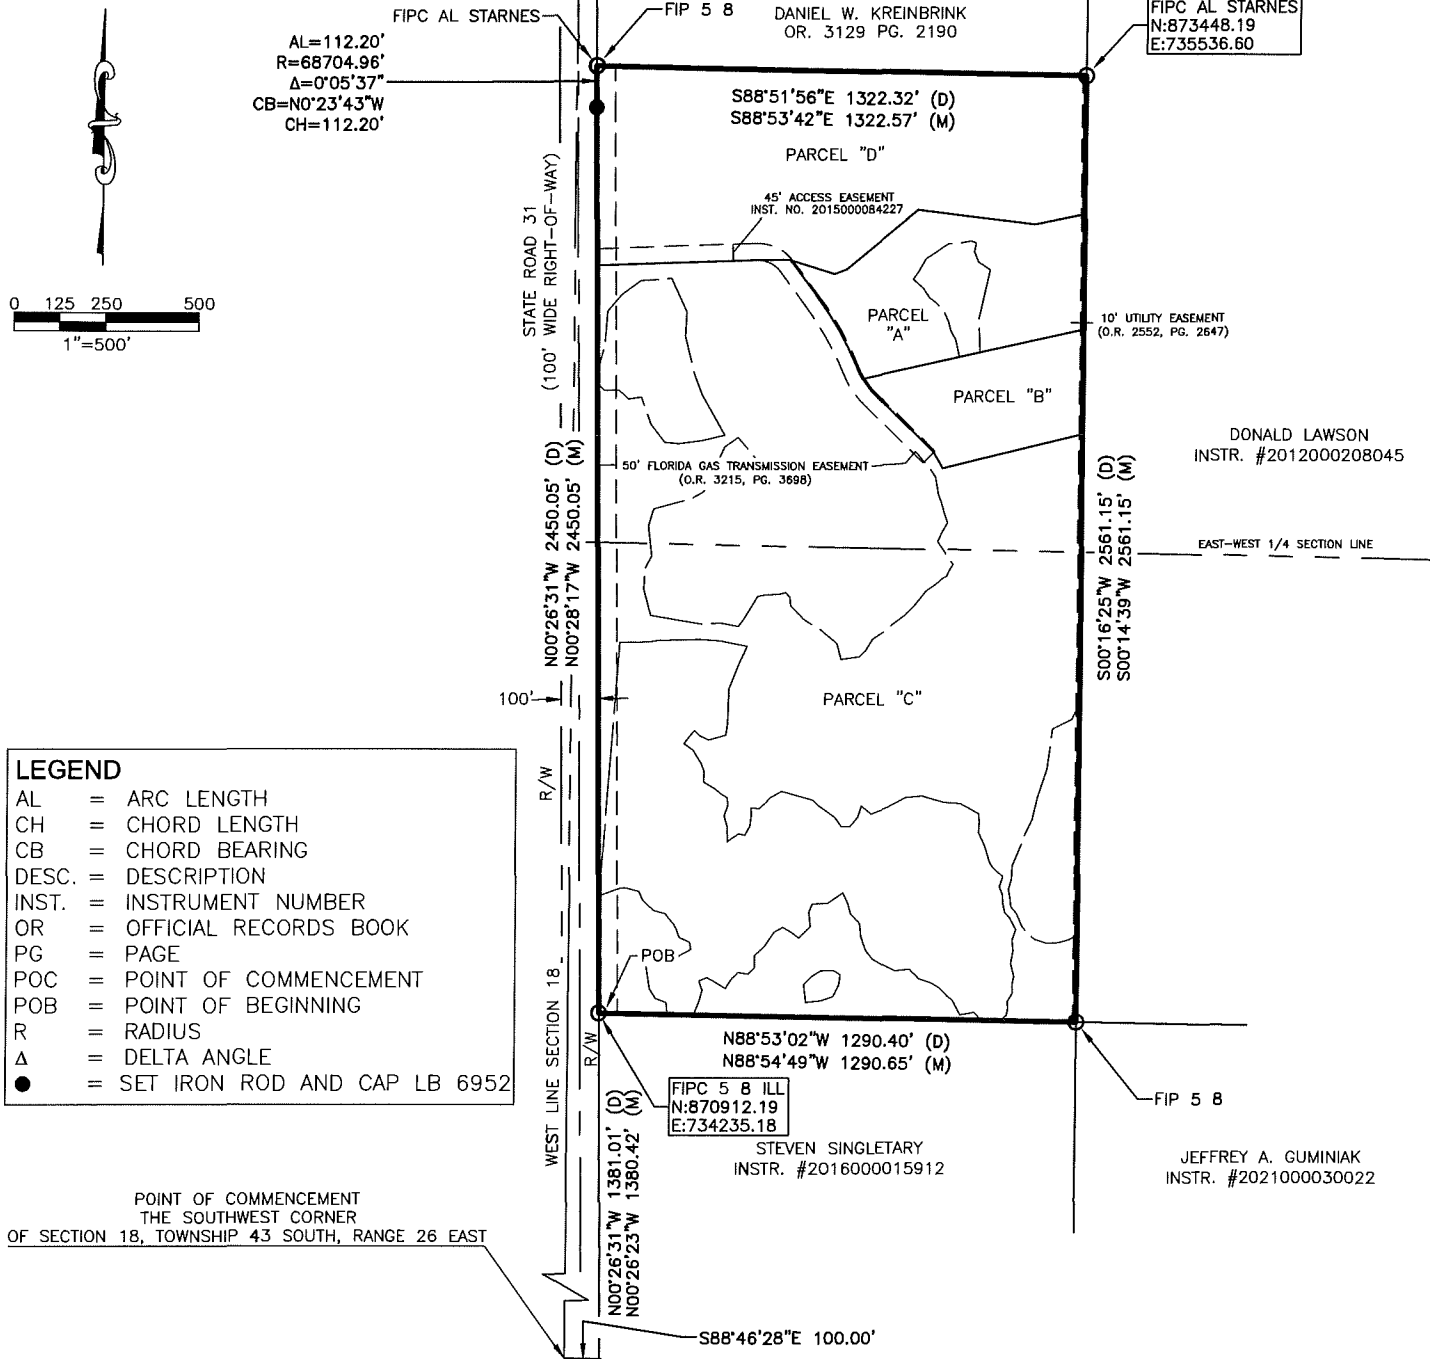 FIPC AL STARNES
FIP 5 8
DANIEL W. KREINBRINK
OR. 3129 PG. 2190
FIPC AL STARNES
N:873448.19
E:735536.60
AL=112.20'
R=68704.96'
Δ=0°05'37"
CB=N0°23'43"W
CH=112.20'
S88°51'56"E 1322.32' (D)
S88°53'42"E 1322.57' (M)
PARCEL "D"
45' ACCESS EASEMENT
INST. NO. 2015000084227
STATE ROAD 31
(100' WIDE RIGHT-OF-WAY)
0 125 250 500
1"=500'
PARCEL
"A"
10' UTILITY EASEMENT
(O.R. 2552, PG. 2647)
PARCEL "B"
DONALD LAWSON
INSTR. #2012000208045
50' FLORIDA GAS TRANSMISSION EASEMENT
(O.R. 3215, PG. 3698)
N00°26'31"W 2450.05' (D)
N00°28'17"W 2450.05' (M)
S00°16'25"W 2561.15' (D)
S00°14'39"W 2561.15' (M)
EAST-WEST 1/4 SECTION LINE
100'
PARCEL "C"
R/W
LEGEND
AL = ARC LENGTH
CH = CHORD LENGTH
CB = CHORD BEARING
DESC. = DESCRIPTION
INST. = INSTRUMENT NUMBER
OR = OFFICIAL RECORDS BOOK
PG = PAGE
POC = POINT OF COMMENCEMENT
POB = POINT OF BEGINNING
R = RADIUS
Δ = DELTA ANGLE
● = SET IRON ROD AND CAP LB 6952
POB
WEST LINE SECTION 18
R/W
N88°53'02"W 1290.40' (D)
N88°54'49"W 1290.65' (M)
FIPC 5 8 ILL
N:870912.19
E:734235.18
FIP 5 8
STEVEN SINGLETARY
INSTR. #2016000015912
JEFFREY A. GUMINIAK
INSTR. #2021000030022
N00°26'31"W 1381.01' (D)
N00°26'23"W 1380.42' (M)
POINT OF COMMENCEMENT
THE SOUTHWEST CORNER
OF SECTION 18, TOWNSHIP 43 SOUTH, RANGE 26 EAST
S88°46'28"E 100.00'